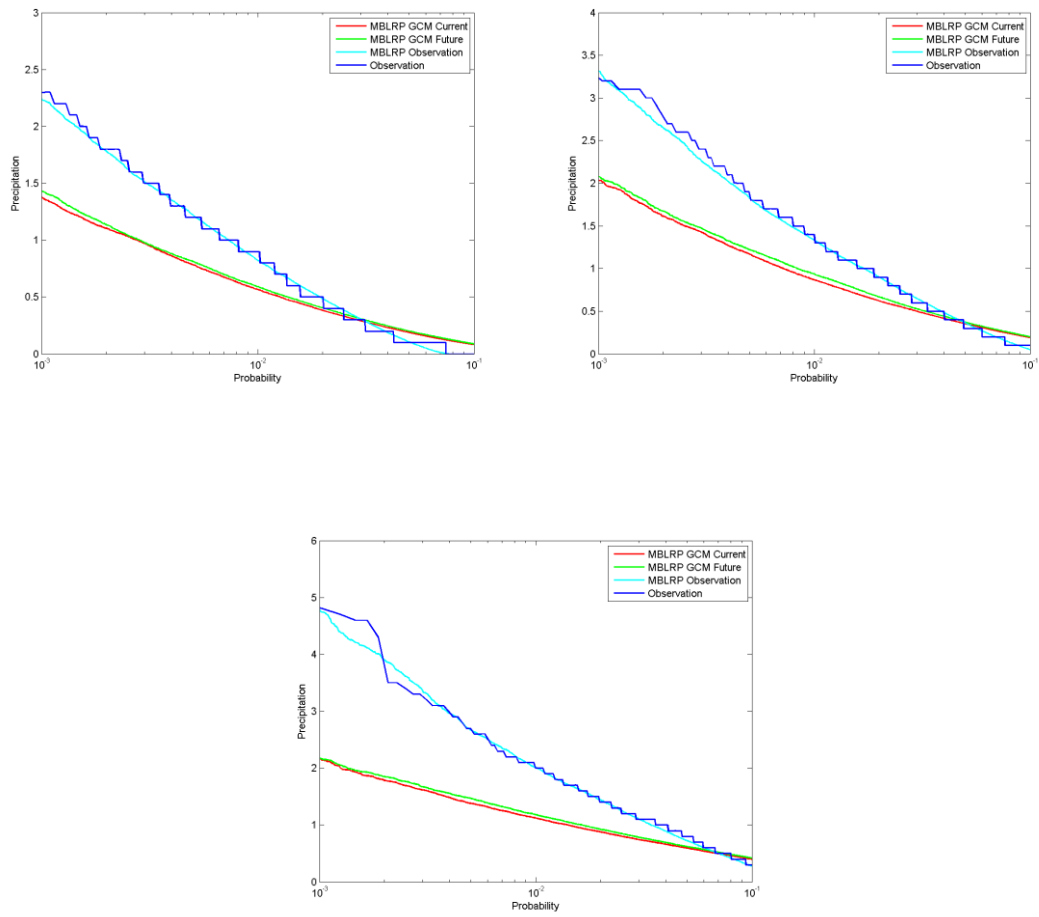 3
2.5
2
1.5
1
0.5
0
Precipitation
10^-3
10^-2
10^-1
Probability
MBLRP GCM Current
MBLRP GCM Future
MBLRP Observation
Observation
4
3.5
3
2.5
2
1.5
1
0.5
0
Precipitation
10^-3
10^-2
10^-1
Probability
MBLRP GCM Current
MBLRP GCM Future
MBLRP Observation
Observation
6
5
4
3
2
1
0
Precipitation
10^-3
10^-2
10^-1
Probability
MBLRP GCM Current
MBLRP GCM Future
MBLRP Observation
Observation